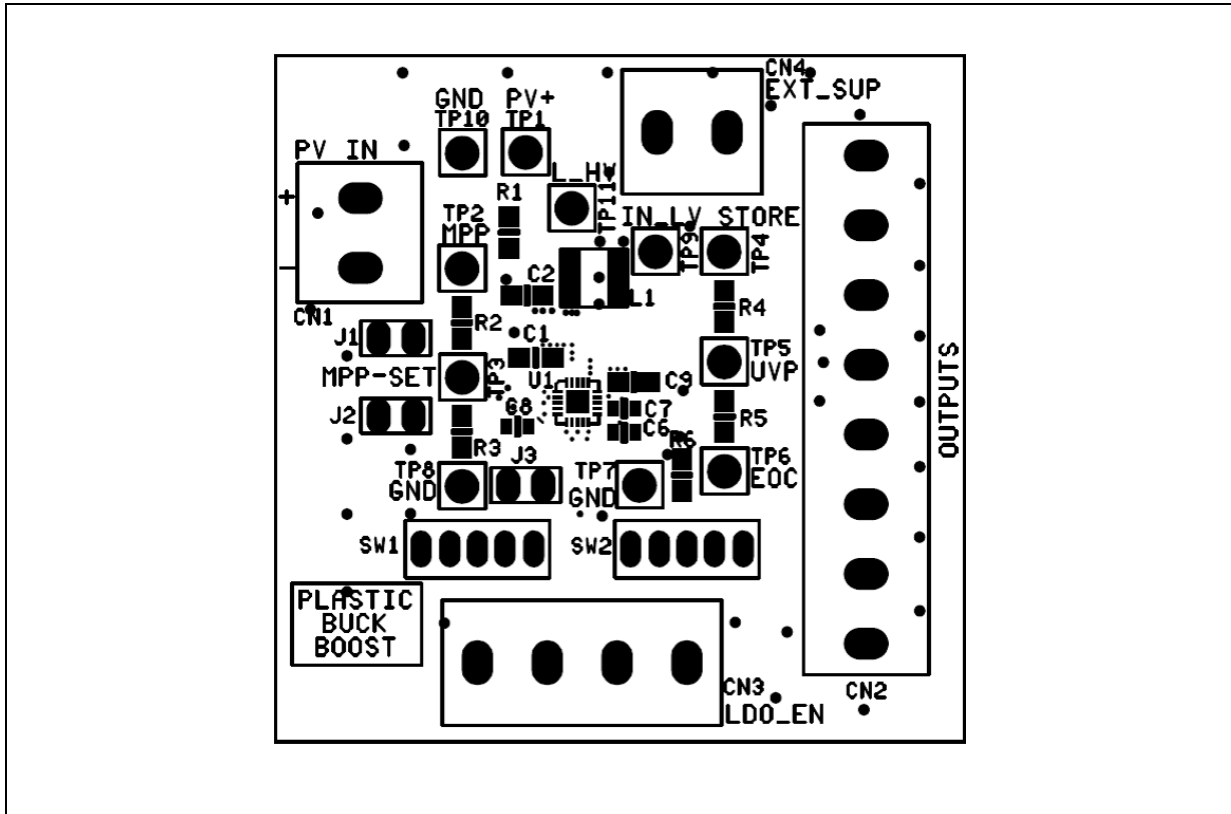 CN4
EXT_SUP
GND
TP10
PV+
TP1
PV IN
+
-
CN1
L_HV
TP11
R1
TP2
MPP
IN_LV
TP9
STORE
TP4
C2
L1
R4
R2
J1
C1
MPP-SET
TP3
U1
C9
TP5
UVP
J2
C8
C7
C6
R5
R3
R6
J3
TP8
GND
TP7
GND
TP6
EOC
OUTPUTS
SW1
SW2
PLASTIC
BUCK
BOOST
CN3
LDO_EN
CN2